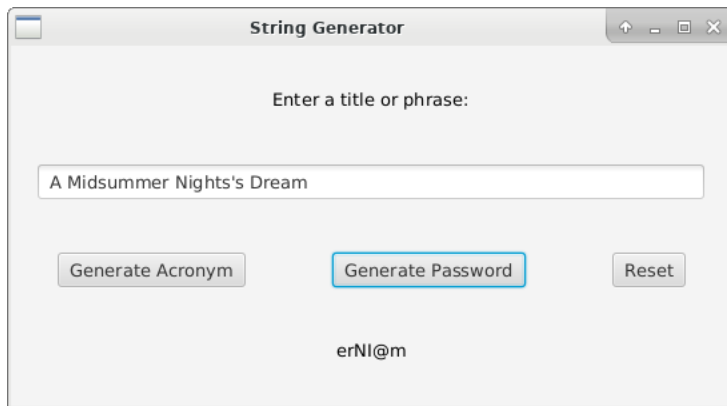 String Generator
Enter a title or phrase:
A Midsummer Nights's Dream
Generate Acronym Generate Password Reset
erNI@m